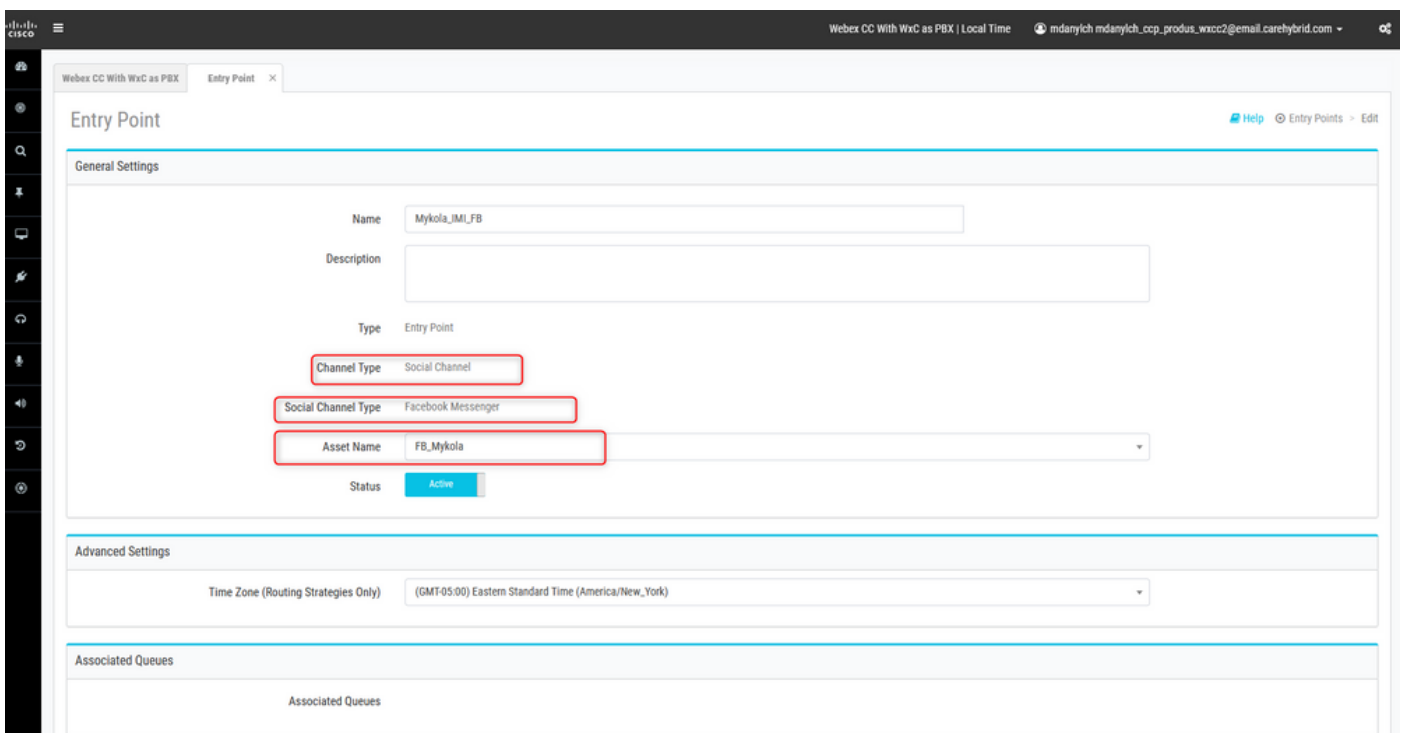 cisco
Webex CC With WxC as PBX | Local Time mdanylch mdanylch_ccp_produs_wxcc2@email.carehybrid.com
Webex CC With WxC as PBX Entry Point ×
Entry Point
Help Entry Points > Edit
General Settings
Name Mykola_IMI_FB
Description
Type Entry Point
Channel Type Social Channel
Social Channel Type Facebook Messenger
Asset Name FB_Mykola
Status Active
Advanced Settings
Time Zone (Routing Strategies Only) (GMT-05:00) Eastern Standard Time (America/New_York)
Associated Queues
Associated Queues